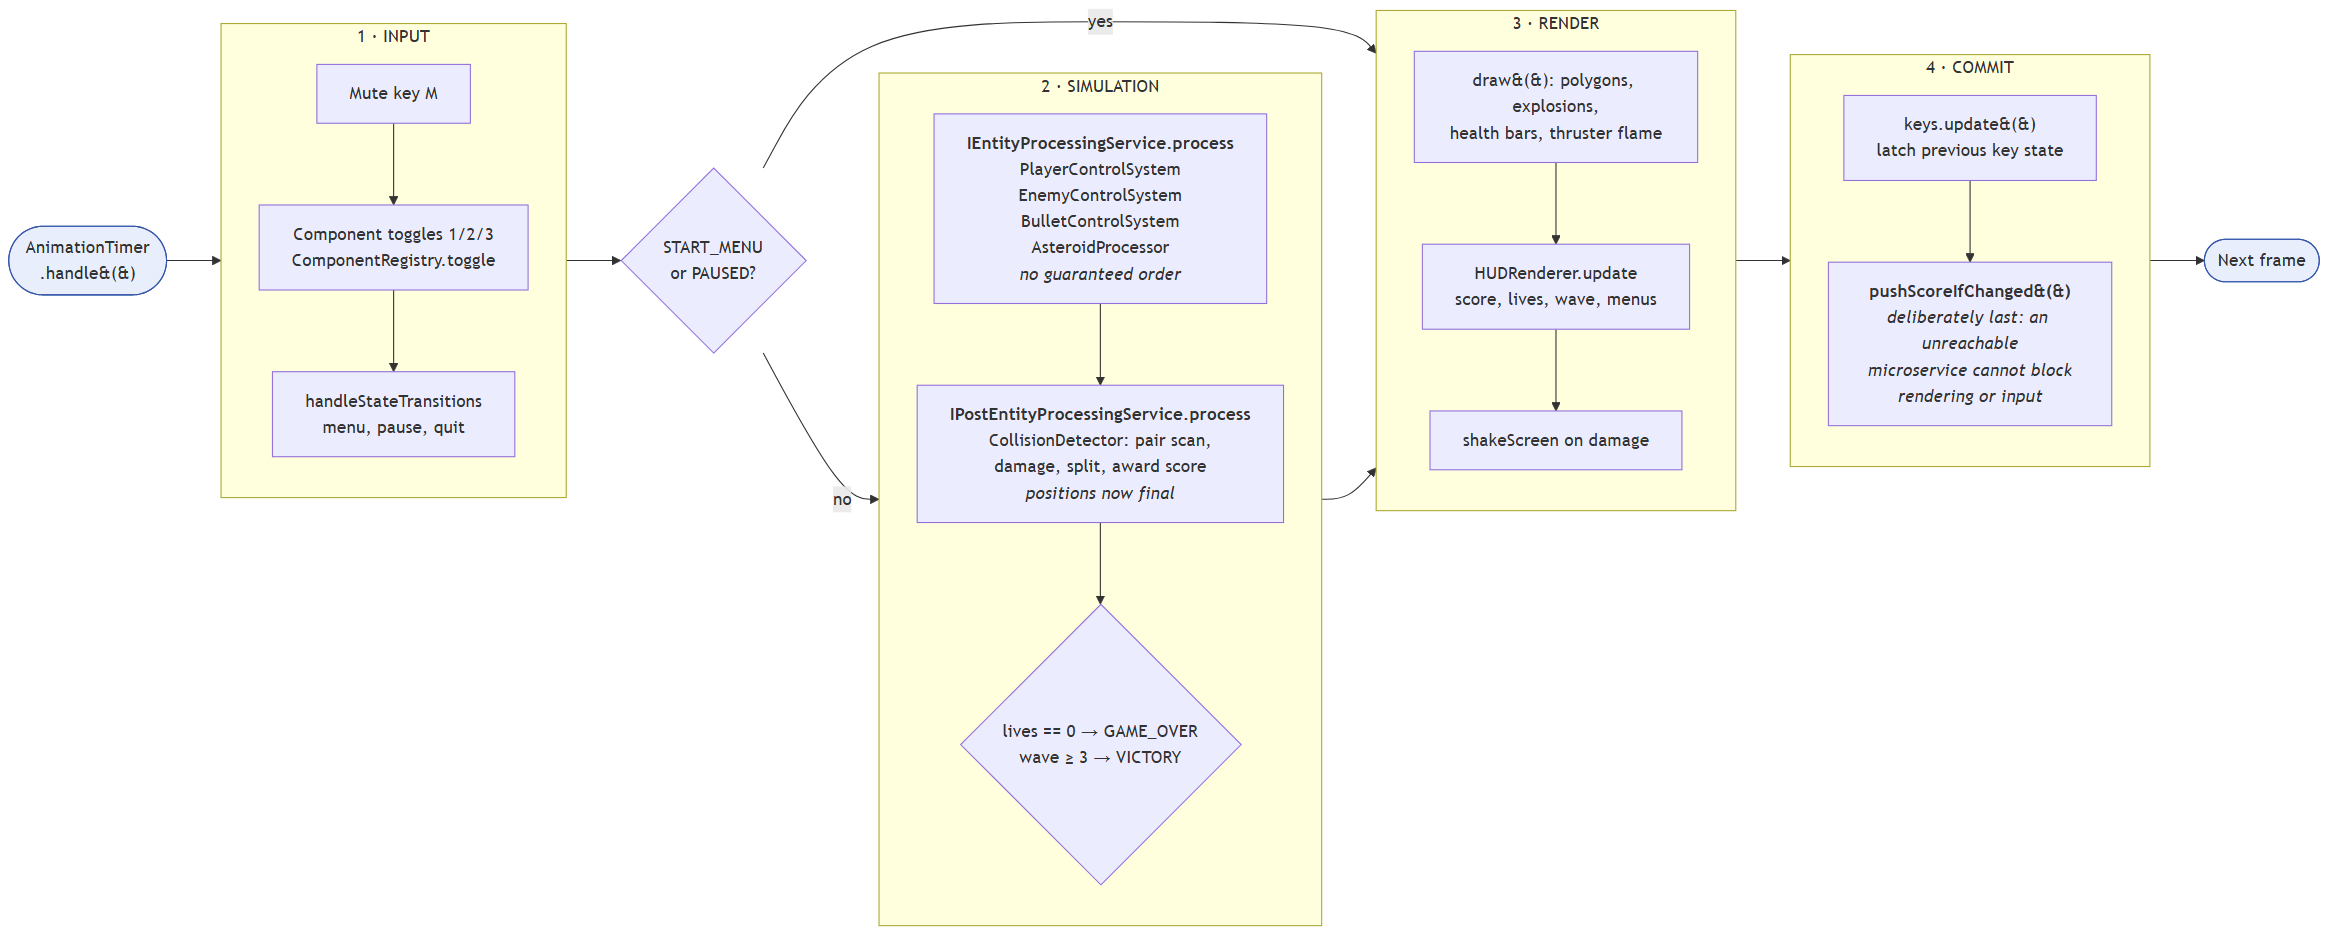 AnimationTimer
.handle&(&)
1 · INPUT
Mute key M
Component toggles 1/2/3
ComponentRegistry.toggle
handleStateTransitions
menu, pause, quit
START_MENU
or PAUSED?
yes
no
2 · SIMULATION
IEntityProcessingService.process
PlayerControlSystem
EnemyControlSystem
BulletControlSystem
AsteroidProcessor
no guaranteed order
IPostEntityProcessingService.process
CollisionDetector: pair scan,
damage, split, award score
positions now final
lives == 0 → GAME_OVER
wave ≥ 3 → VICTORY
3 · RENDER
draw&(&): polygons,
explosions,
health bars, thruster flame
HUDRenderer.update
score, lives, wave, menus
shakeScreen on damage
4 · COMMIT
keys.update&(&)
latch previous key state
pushScoreIfChanged&(&)
deliberately last: an
unreachable
microservice cannot block
rendering or input
Next frame